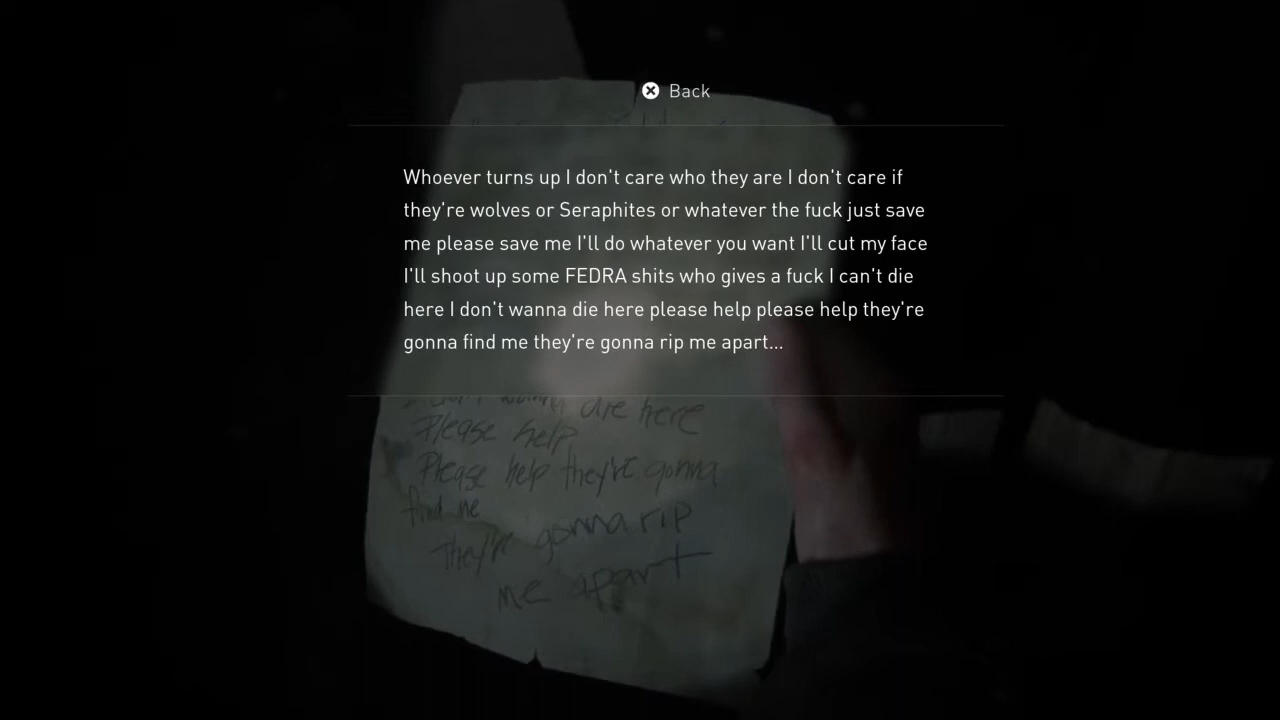 Back
Whoever turns up I don't care who they are I don't care if
they're wolves or Seraphites or whatever the fuck just save
me please save me I'll do whatever you want I'll cut my face
I'll shoot up some FEDRA shits who gives a fuck I can't die
here I don't wanna die here please help please help they're
gonna find me they're gonna rip me apart...
wanna die here
Please help
Please help they're gonna
find me
they're gonna rip
me apart